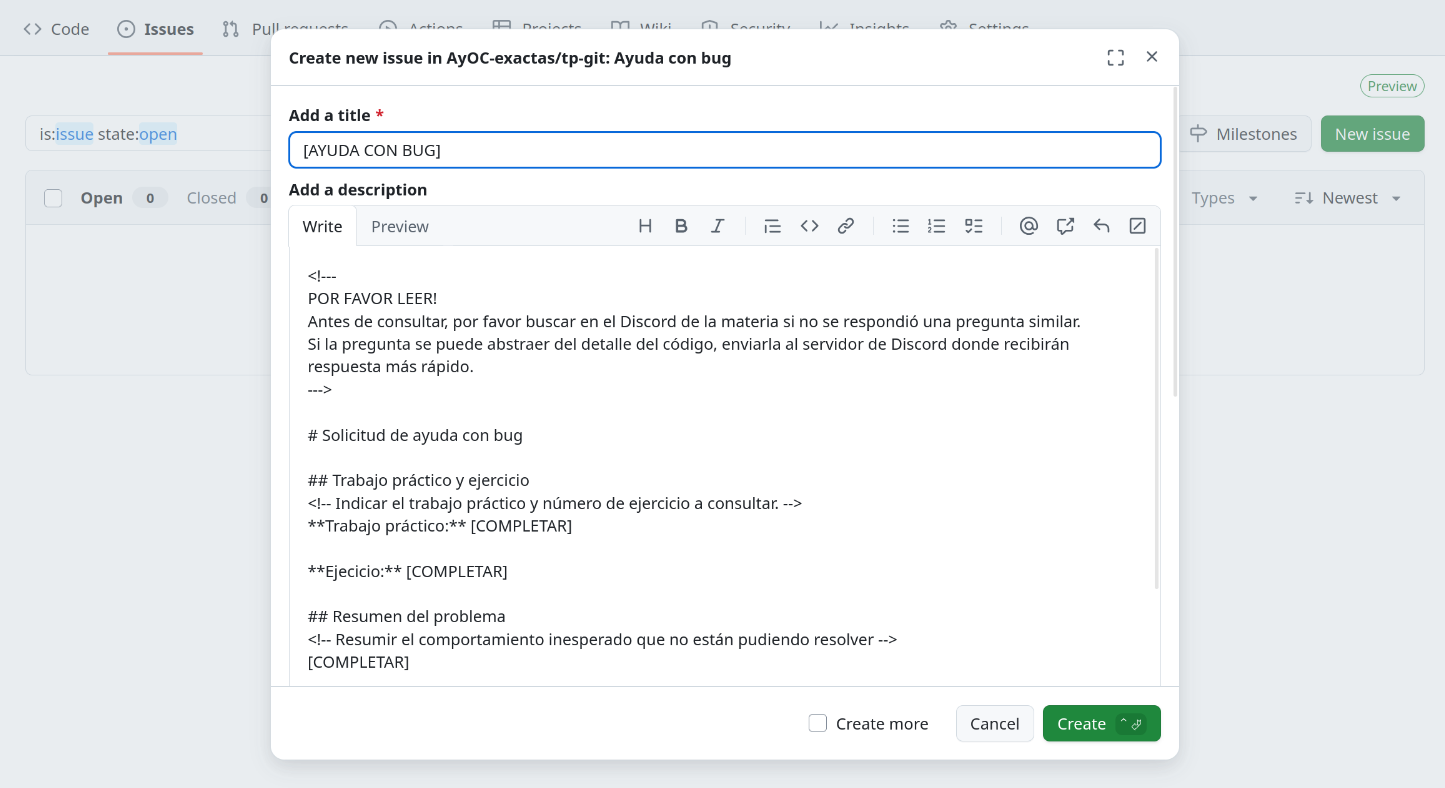 Code Issues Pull requests Actions Projects Wiki Security Insights Settings
Create new issue in AyOC-exactas/tp-git: Ayuda con bug
Preview
Add a title *
is:issue state:open
[AYUDA CON BUG]
Milestones New issue
Add a description
Open 0 Closed 0
Types Newest
Write Preview
<!---
POR FAVOR LEER!
Antes de consultar, por favor buscar en el Discord de la materia si no se respondió una pregunta similar.
Si la pregunta se puede abstraer del detalle del código, enviarla al servidor de Discord donde recibirán
respuesta más rápido.
--->
# Solicitud de ayuda con bug
## Trabajo práctico y ejercicio
<!-- Indicar el trabajo práctico y número de ejercicio a consultar. -->
**Trabajo práctico:** [COMPLETAR]
**Ejecicio:** [COMPLETAR]
## Resumen del problema
<!-- Resumir el comportamiento inesperado que no están pudiendo resolver -->
[COMPLETAR]
Create more Cancel Create